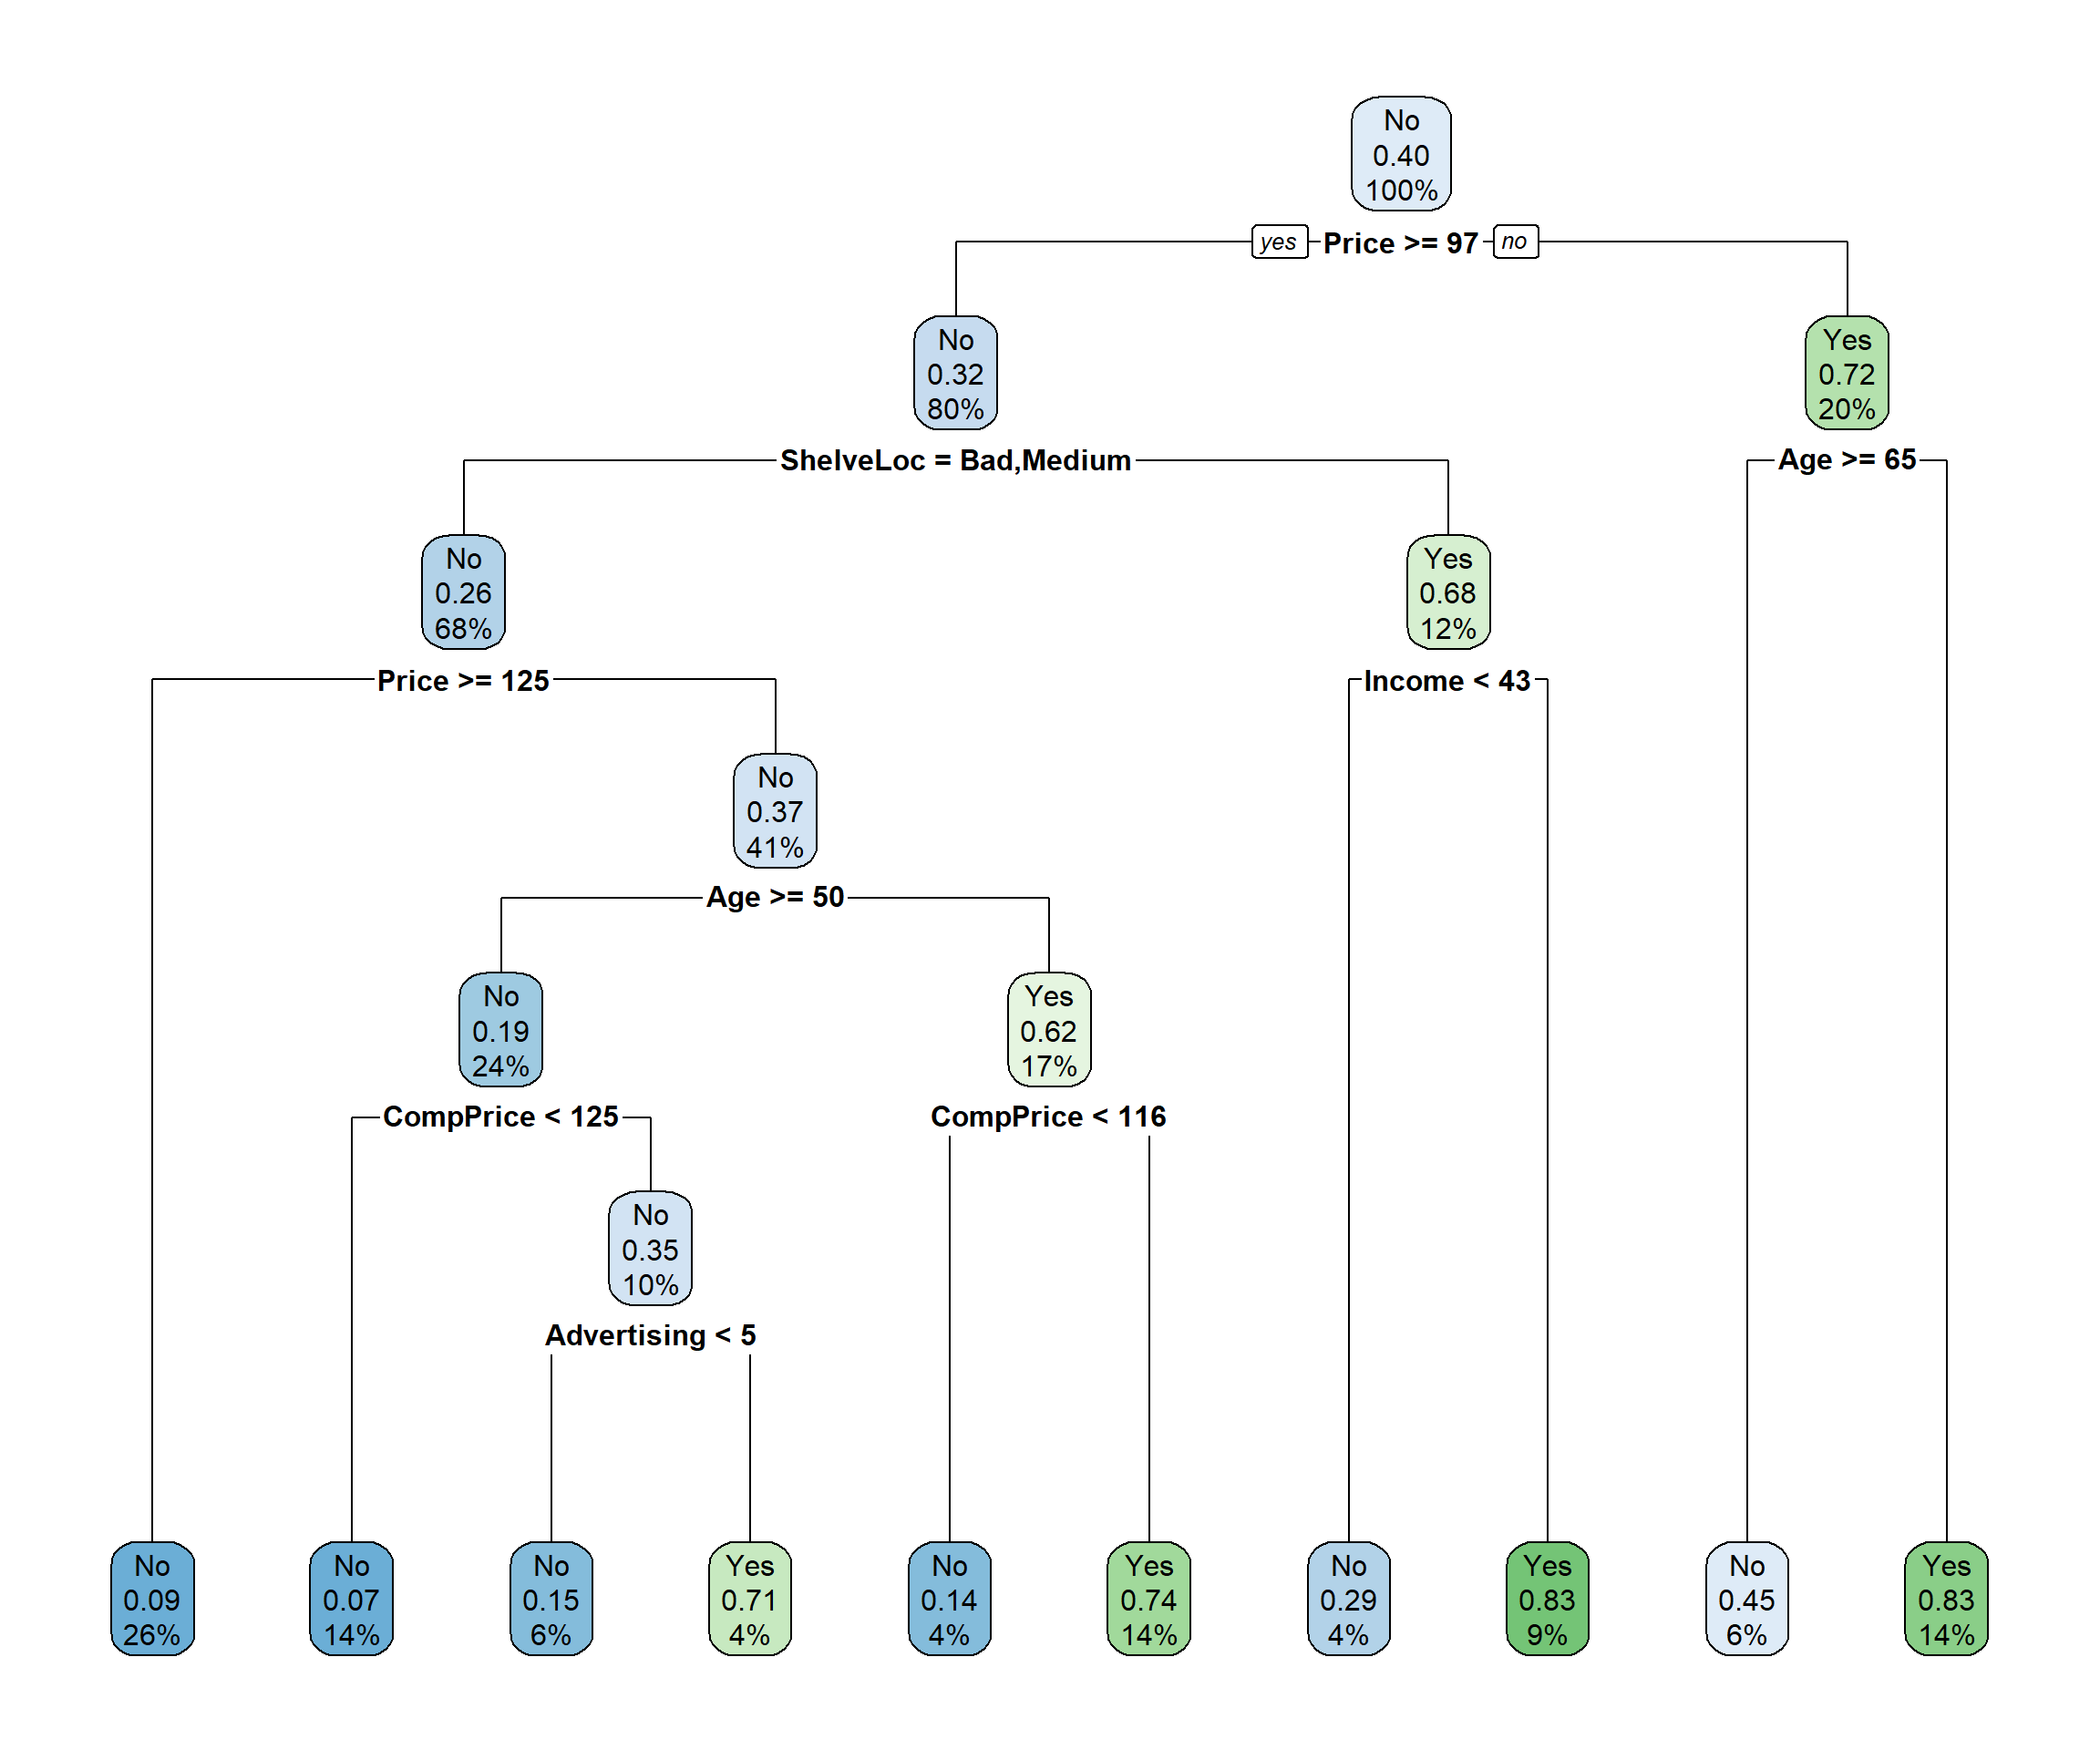 No
0.40
100%
yes Price >= 97 no
No
0.32
80%
Yes
0.72
20%
ShelveLoc = Bad,Medium
Age >= 65
No
0.26
68%
Yes
0.68
12%
Price >= 125
Income < 43
No
0.37
41%
Age >= 50
No
0.19
24%
Yes
0.62
17%
CompPrice < 125
CompPrice < 116
No
0.35
10%
Advertising < 5
No
0.09
26%
No
0.07
14%
No
0.15
6%
Yes
0.71
4%
No
0.14
4%
Yes
0.74
14%
No
0.29
4%
Yes
0.83
9%
No
0.45
6%
Yes
0.83
14%